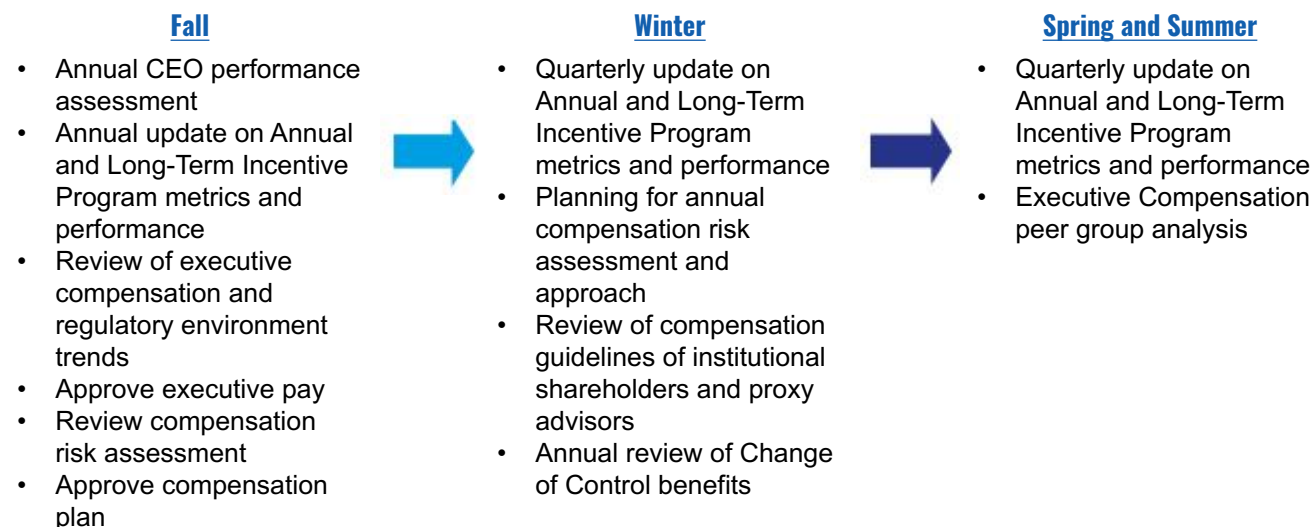 Fall
• Annual CEO performance
assessment
• Annual update on Annual
and Long-Term Incentive
Program metrics and
performance
• Review of executive
compensation and
regulatory environment
trends
• Approve executive pay
• Review compensation
risk assessment
• Approve compensation
plan
Winter
• Quarterly update on
Annual and Long-Term
Incentive Program
metrics and performance
• Planning for annual
compensation risk
assessment and
approach
• Review of compensation
guidelines of institutional
shareholders and proxy
advisors
• Annual review of Change
of Control benefits
Spring and Summer
• Quarterly update on
Annual and Long-Term
Incentive Program
metrics and performance
• Executive Compensation
peer group analysis